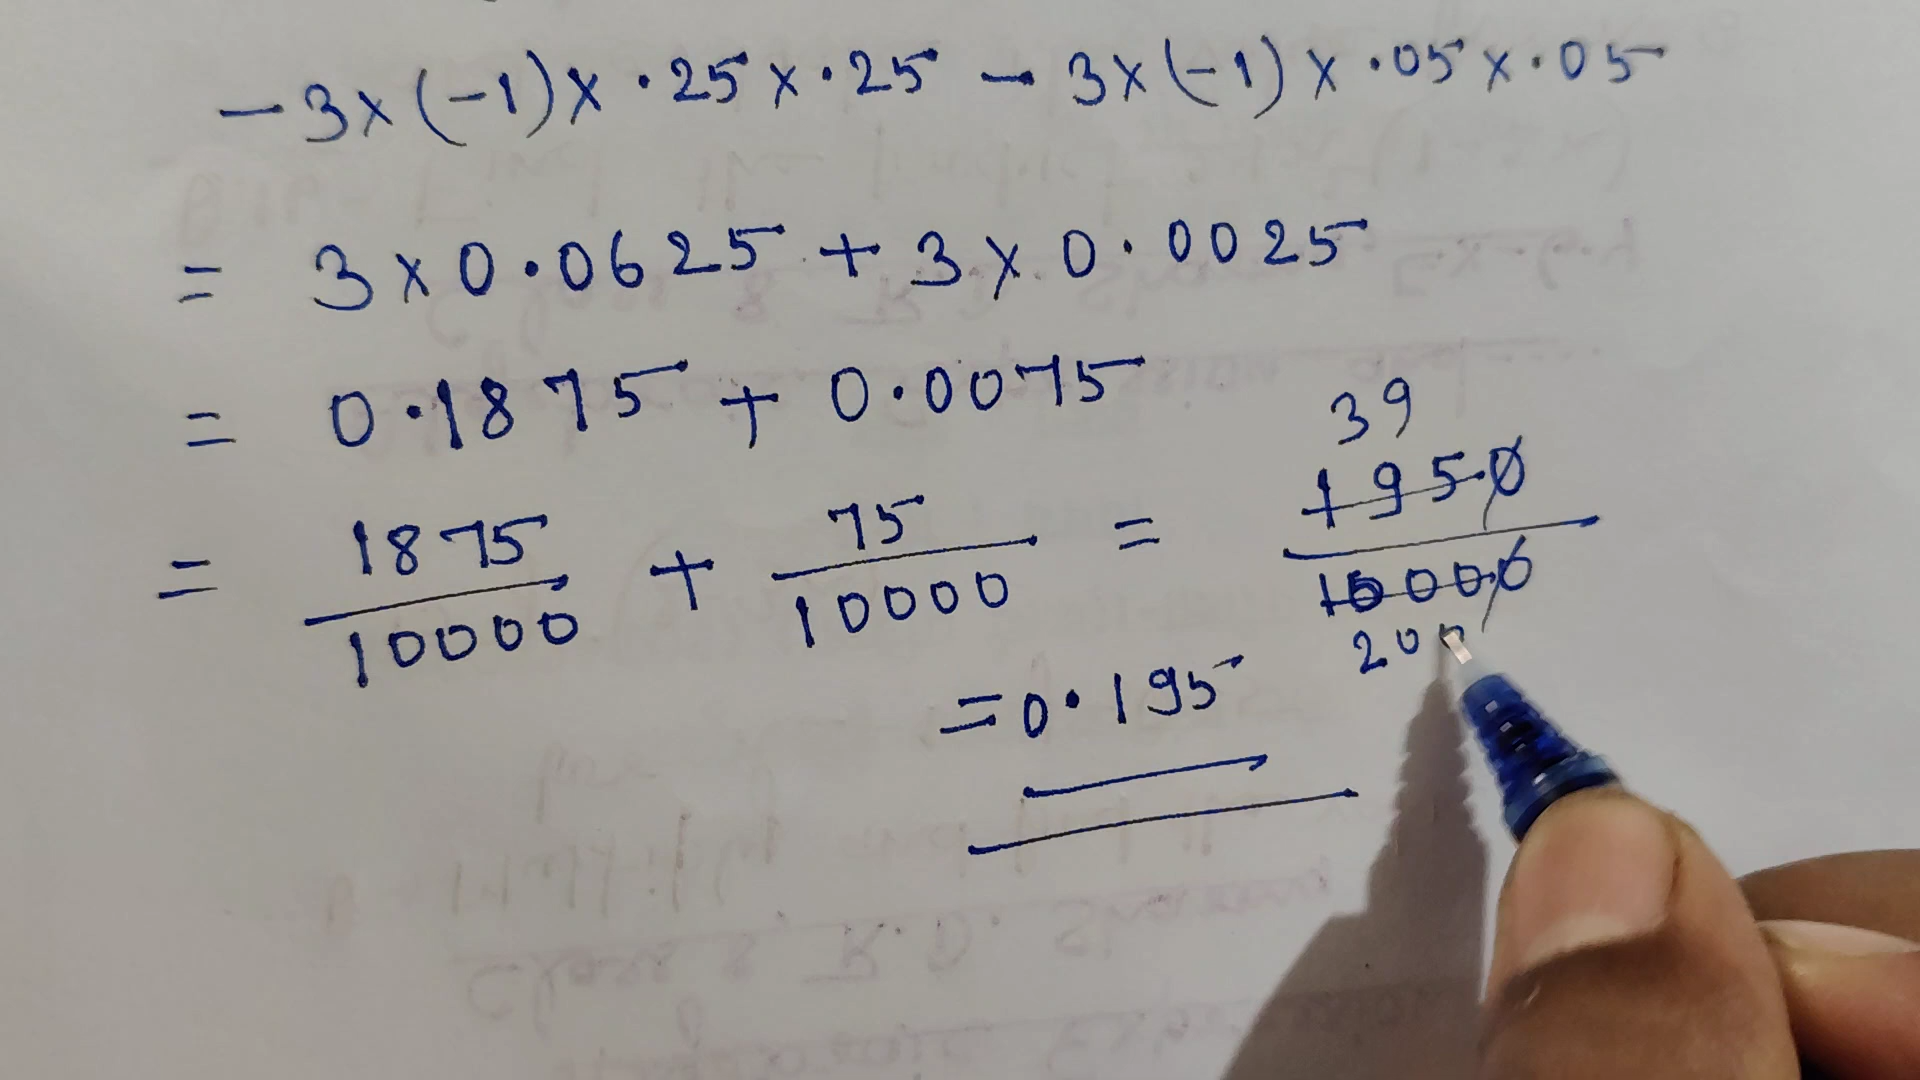 -3×(-1)×.25×.25 - 3×(-1)×.05×.05
= 3×0.0625 + 3×0.0025
= 0.1875 + 0.0075
39
= 1875/10000 + 75/10000 = 1950/10000
200
= 0.195